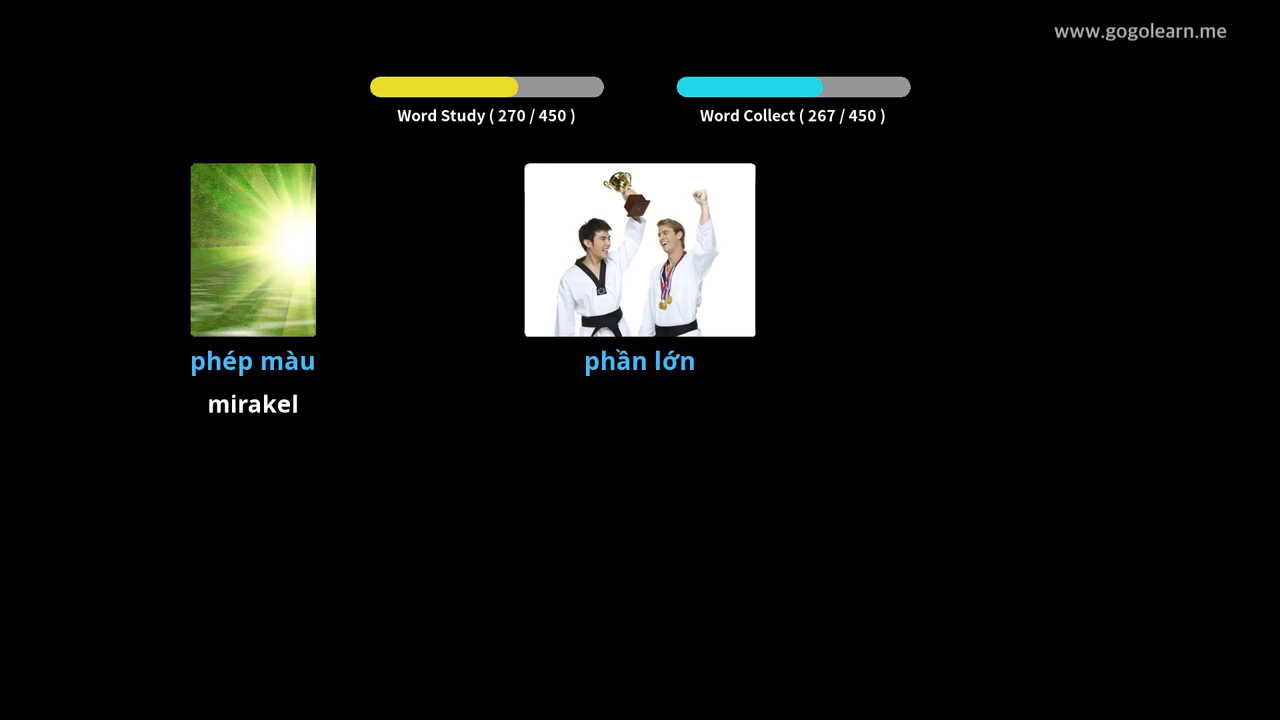 www.gogolearn.me
Word Study ( 270 / 450 )
Word Collect ( 267 / 450 )
phép màu
phần lớn
mirakel